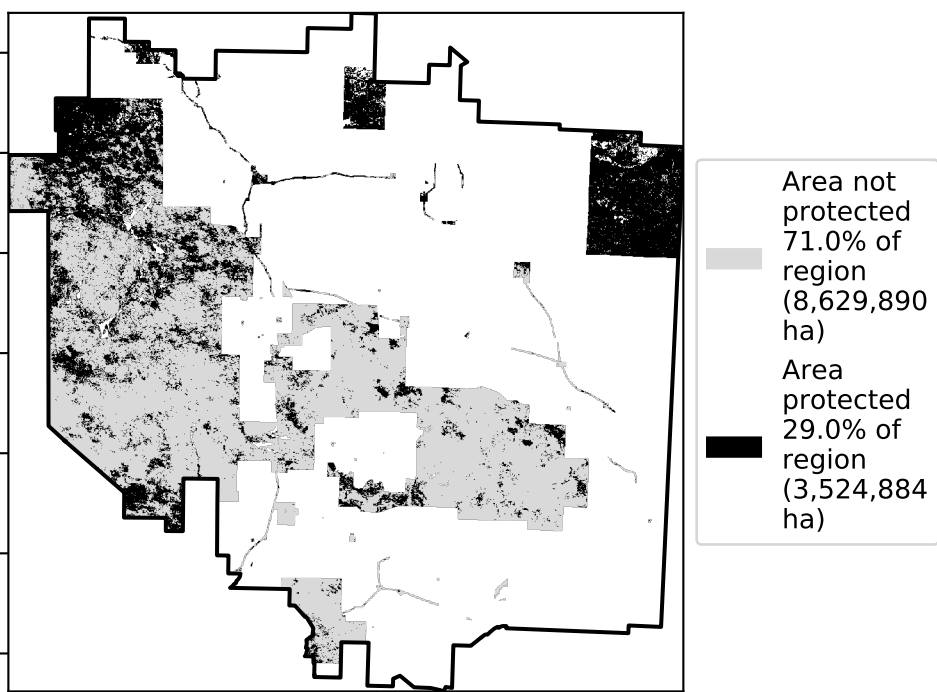 Area not
protected
71.0% of
region
(8,629,890
ha)
Area
protected
29.0% of
region
(3,524,884
ha)